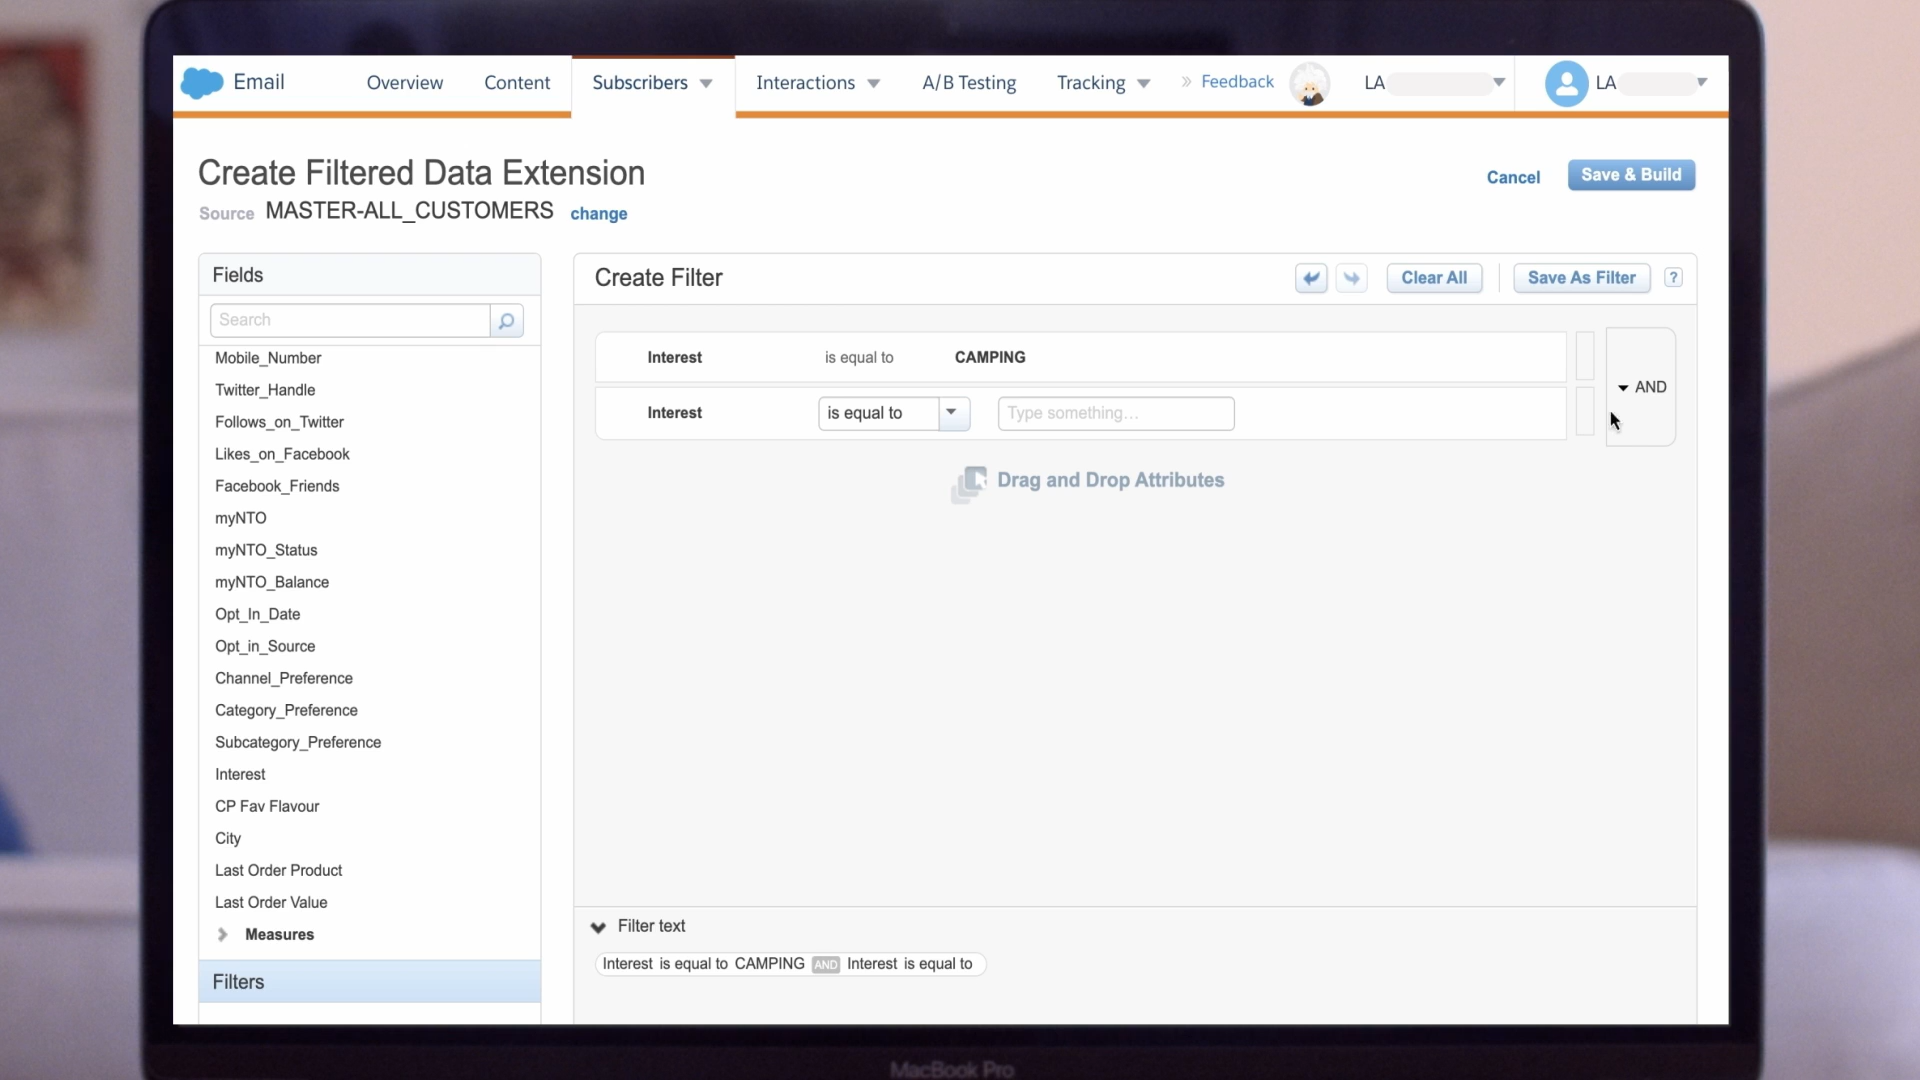 Email Overview Content Subscribers Interactions A/B Testing Tracking » Feedback LA LA
Create Filtered Data Extension
Cancel Save & Build
Source MASTER-ALL_CUSTOMERS change
Fields
Search
Mobile_Number
Twitter_Handle
Follows_on_Twitter
Likes_on_Facebook
Facebook_Friends
myNTO
myNTO_Status
myNTO_Balance
Opt_In_Date
Opt_in_Source
Channel_Preference
Category_Preference
Subcategory_Preference
Interest
CP Fav Flavour
City
Last Order Product
Last Order Value
Measures
Filters
Create Filter
Clear All Save As Filter ?
Interest is equal to CAMPING
AND
Interest is equal to Type something...
Drag and Drop Attributes
Filter text
Interest is equal to CAMPING AND Interest is equal to
MacBook Pro